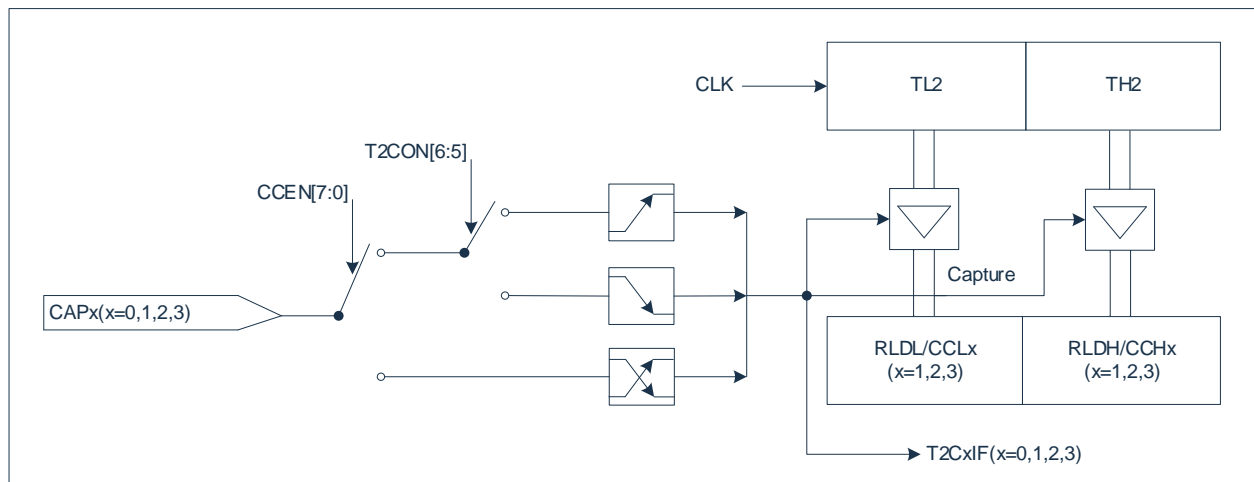 CLK
TL2
TH2
T2CON[6:5]
CCEN[7:0]
Capture
CAPx(x=0,1,2,3)
RLDL/CCLx
(x=1,2,3)
RLDH/CCHx
(x=1,2,3)
T2CxIF(x=0,1,2,3)